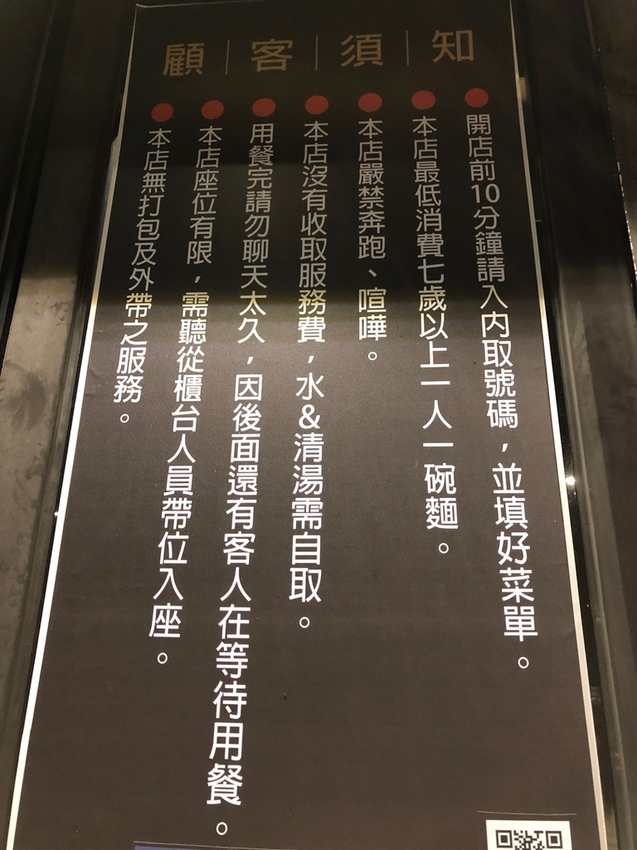 顧客須知
開店前10分鐘請入內取號碼，並填好菜單。
本店最低消費七歲以上一人一碗麵。
本店嚴禁奔跑、喧嘩。
本店沒有收取服務費，水&清湯需自取。
用餐完請勿聊天太久，因後面還有客人在等待用餐。
本店座位有限，需聽從櫃台人員帶位入座。
本店無打包及外帶之服務。